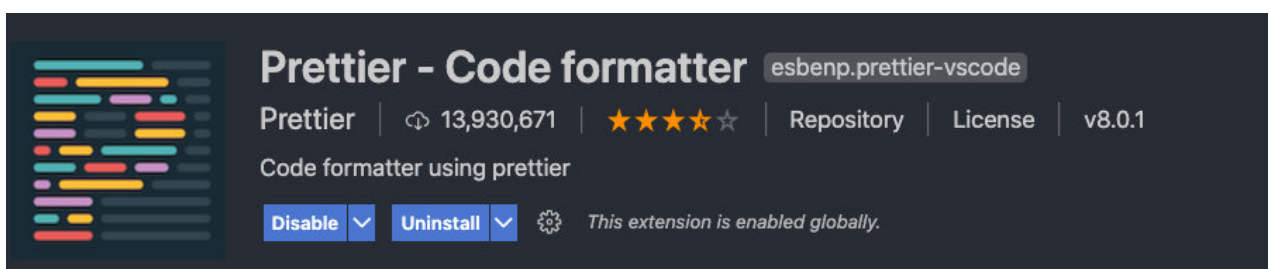 Prettier - Code formatter esbenp.prettier-vscode
Prettier 13,930,671 Repository License v8.0.1
Code formatter using prettier
Disable Uninstall This extension is enabled globally.